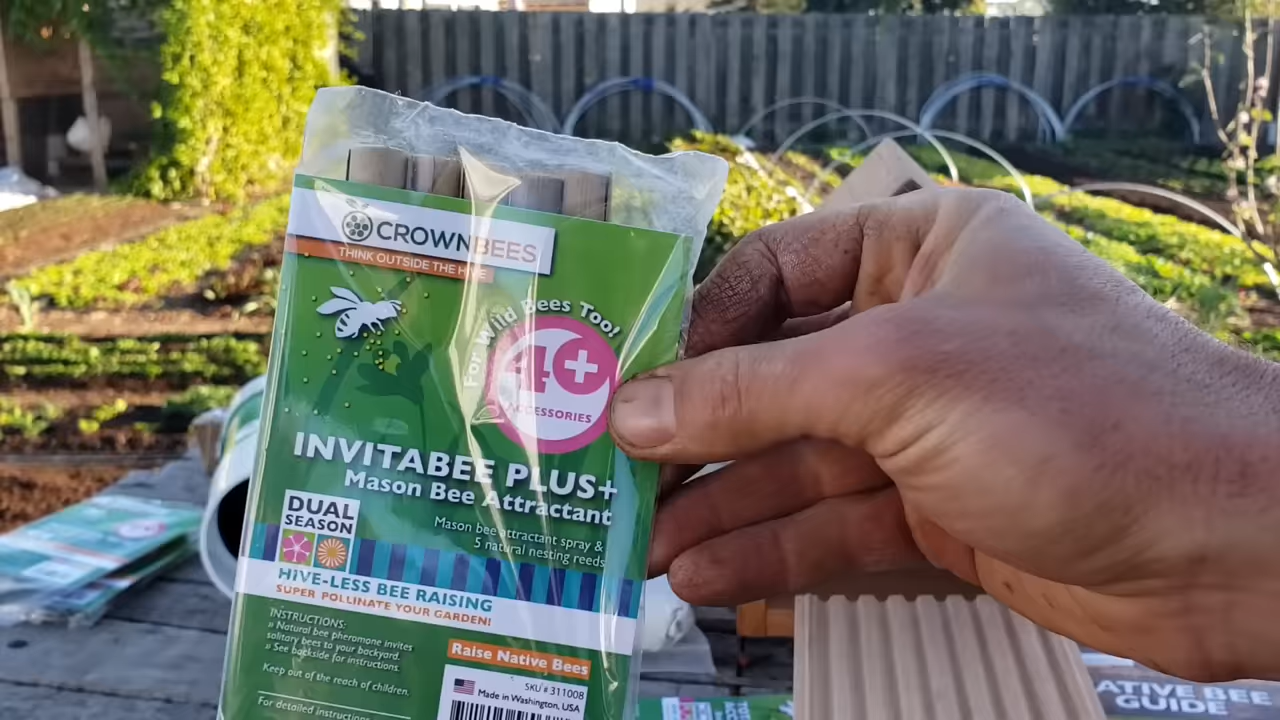 CROWNBEES
THINK OUTSIDE THE HIVE
For Wild Bees Too!
4+
ACCESSORIES
INVITABEE PLUS+
Mason Bee Attractant
DUAL
SEASON
Mason bee attractant spray &
5 natural nesting reeds
HIVE-LESS BEE RAISING
SUPER POLLINATE YOUR GARDEN!
INSTRUCTIONS:
» Natural bee pheromone invites
solitary bees to your backyard.
» See backside for instructions.
Keep out of the reach of children.
For detailed instructions
Raise Native Bees
SKU # 311008
Made in Washington, USA
ATIVE BEE
GUIDE